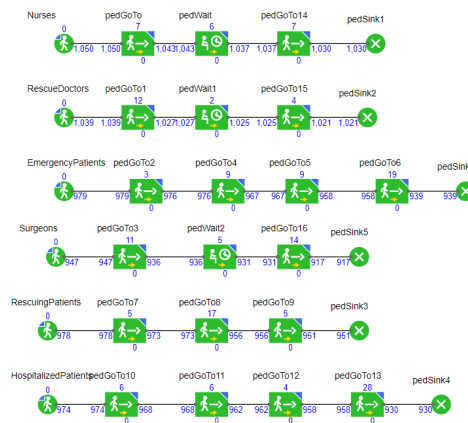 Nurses pedGoTo pedWait pedGoTo14 pedSink1
0 7 6 7
1,050 1,050 1,043 1,043 1,037 1,037 1,030 1,030
0 0 0
RescueDoctors pedGoTo1 pedWait1 pedGoTo15 pedSink2
0 12 2 4
1,039 1,039 1,027 1,027 1,025 1,025 1,021 1,021
0 0 0
EmergencyPatients pedGoTo2 pedGoTo4 pedGoTo5 pedGoTo6 pedSink
0 3 9 9 19
979 979 976 976 967 967 958 958 939 939
0 0 0 0
Surgeons pedGoTo3 pedWait2 pedGoTo16 pedSink5
0 11 5 14
947 947 936 936 931 931 917 917
0 0 0
RescuingPatients pedGoTo7 pedGoTo8 pedGoTo9 pedSink3
0 5 17 5
978 978 973 973 956 956 951 951
0 0 0
HospitalizedPatients pedGoTo10 pedGoTo11 pedGoTo12 pedGoTo13 pedSink4
0 6 6 4 28
974 974 968 968 962 962 958 958 930 930
0 0 0 0